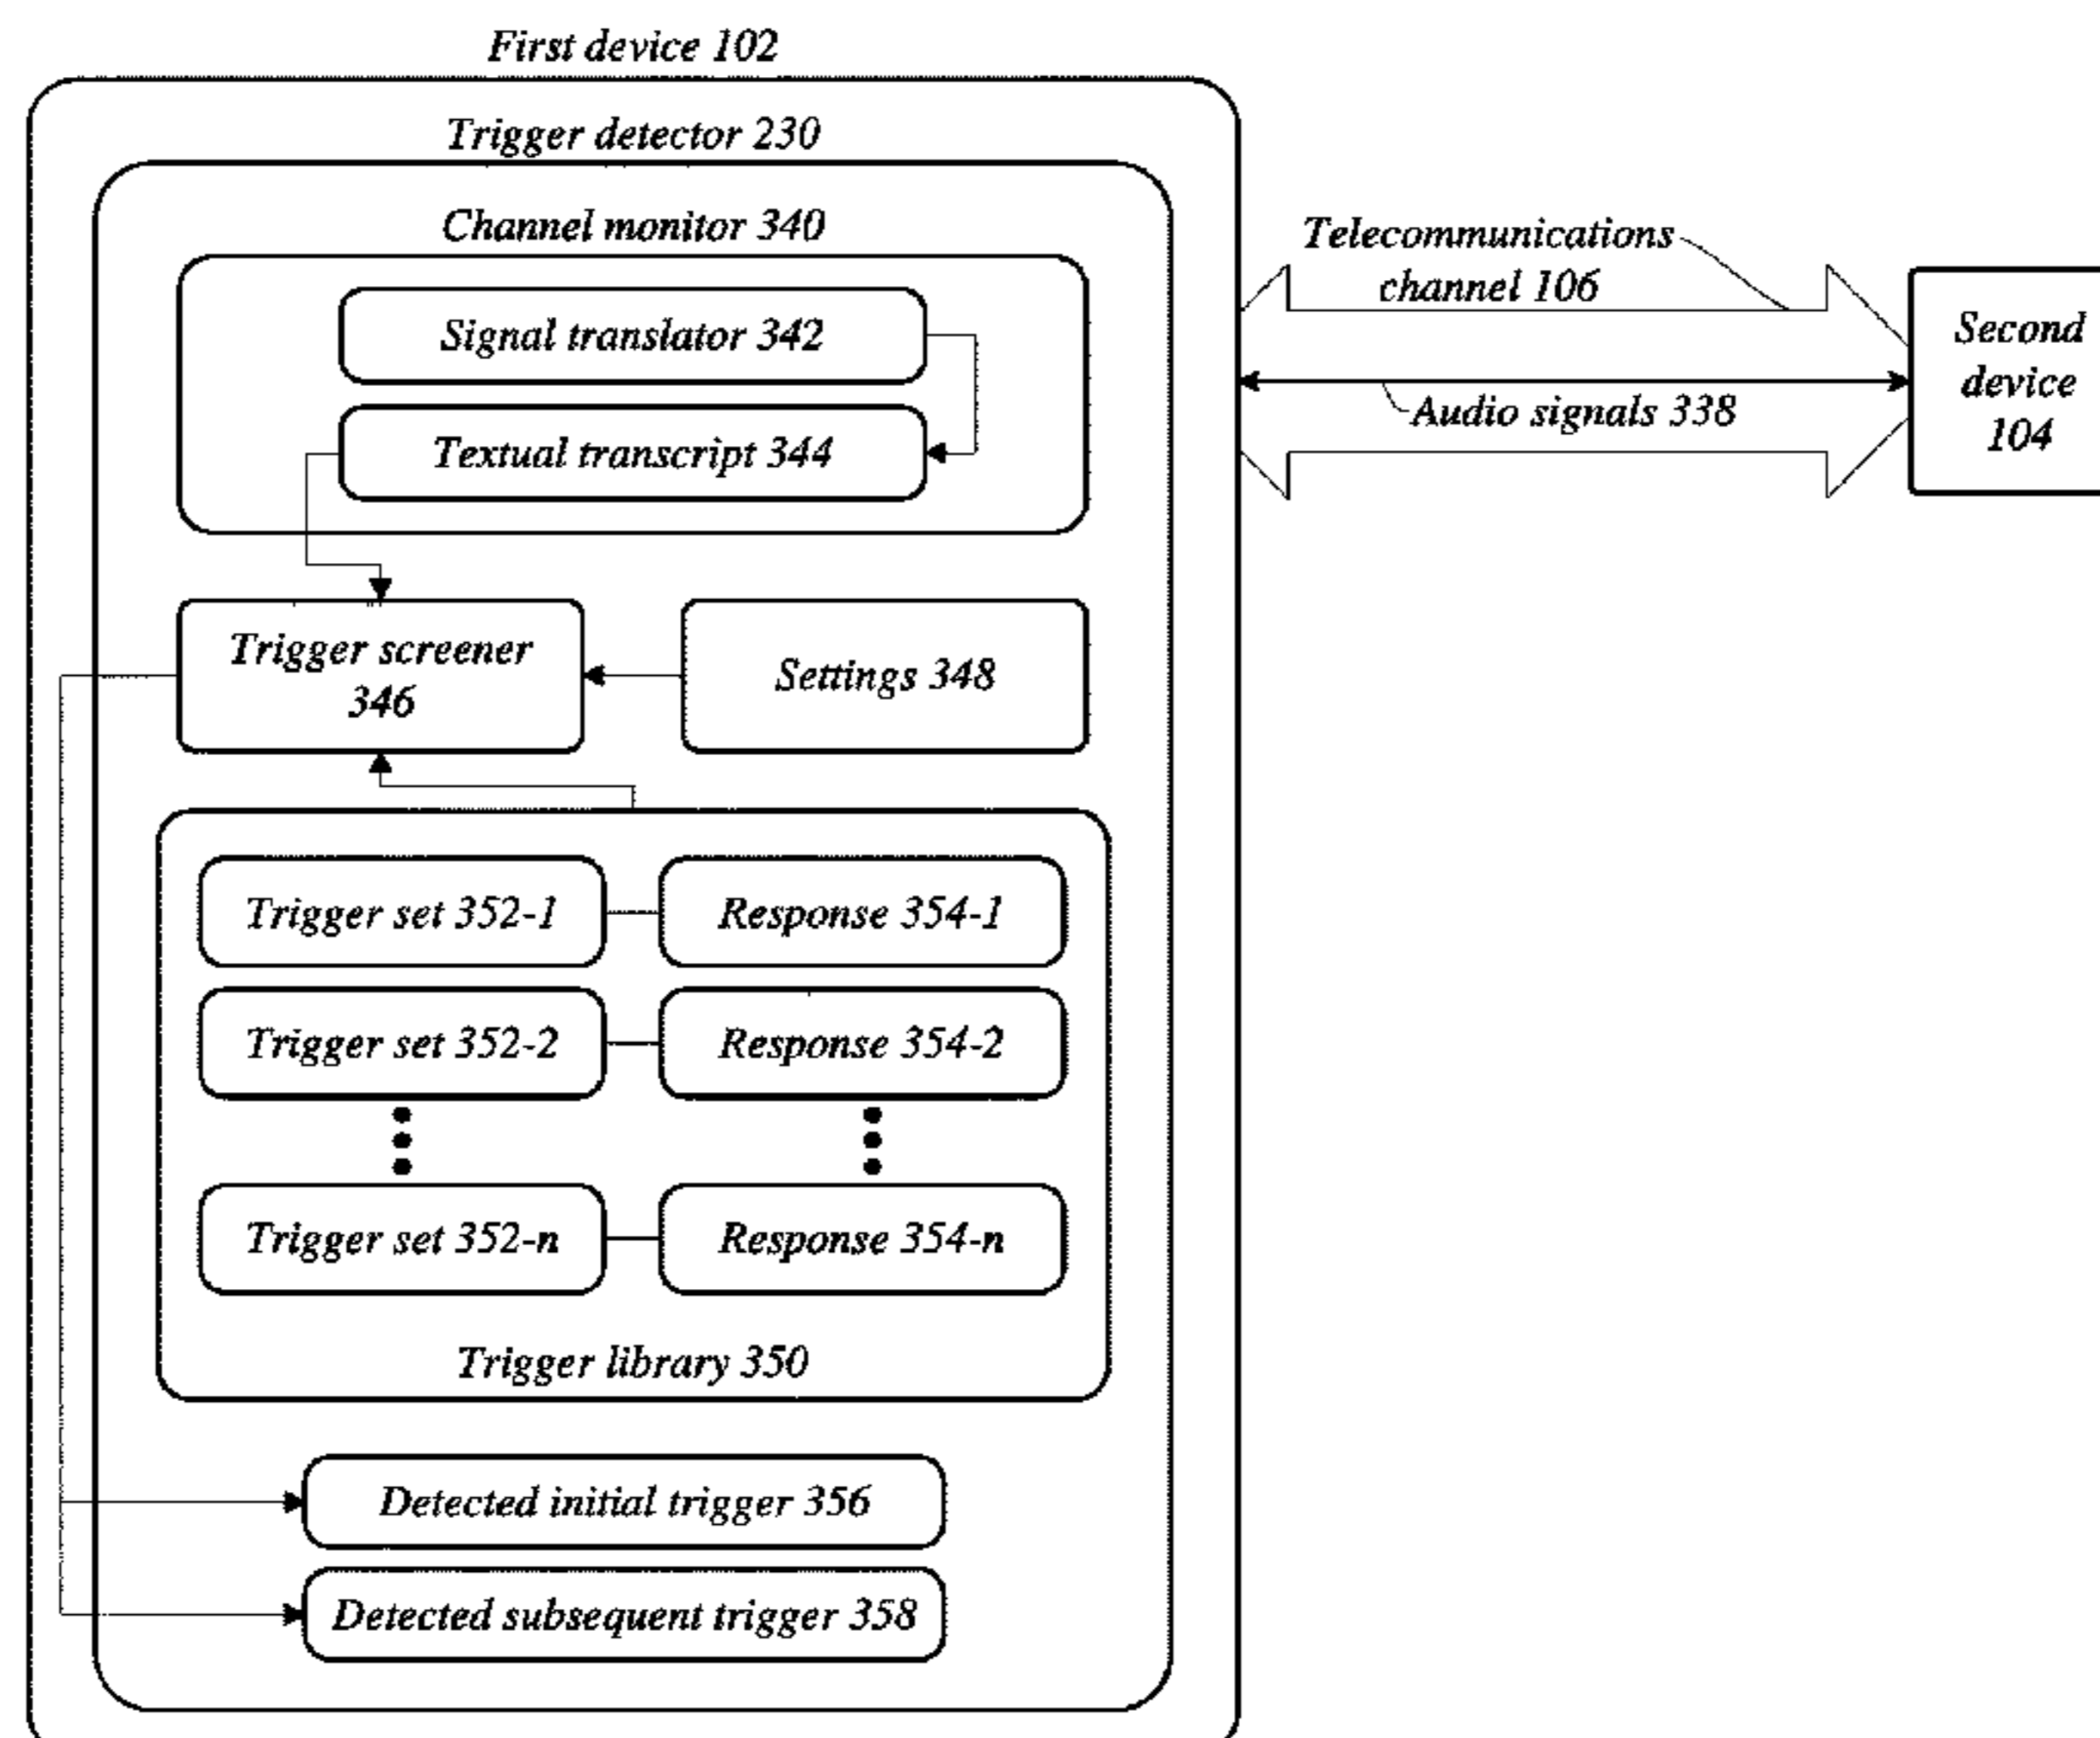 First device 102
Trigger detector 230
Channel monitor 340
Signal translator 342
Textual transcript 344
Telecommunications
channel 106
Audio signals 338
Second
device
104
Trigger screener
346
Settings 348
Trigger set 352-1
Response 354-1
Trigger set 352-2
Response 354-2
Trigger set 352-n
Response 354-n
Trigger library 350
Detected initial trigger 356
Detected subsequent trigger 358